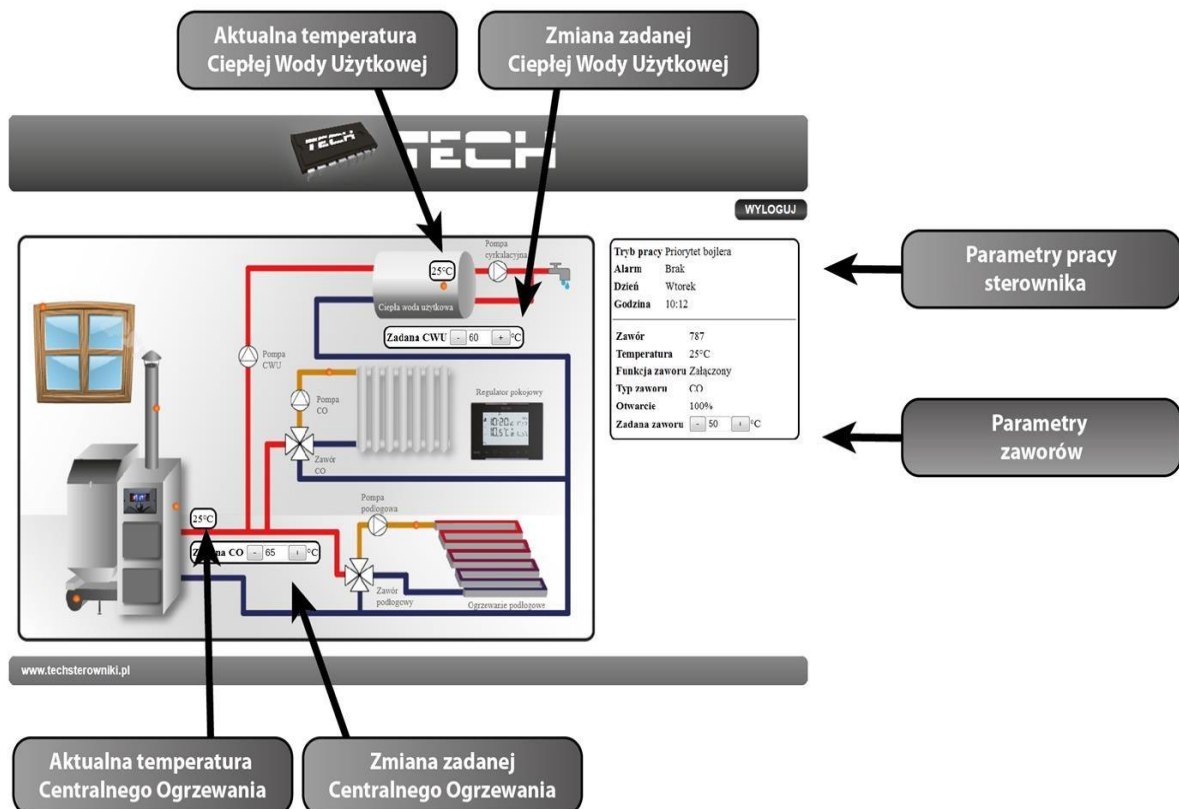 Aktualna temperatura
Ciepłej Wody Użytkowej
Zmiana zadanej
Ciepłej Wody Użytkowej
TECH
TECH
WYLOGUJ
Pompa
cyrkalacyjna
25°C
Ciepła woda użytkowa
Zadana CWU - 60 + °C
Pompa
CWU
Pompa
CO
Regulator pokojowy
Zawór
CO
Pompa
podłogowa
25°C
CO - 65 + °C
Zawór
podłogowy
Ogrzewanie podłogowe
Tryb pracy Priorytet bojlera
Alarm Brak
Dzień Wtorek
Godzina 10:12
Zawór 787
Temperatura 25°C
Funkcja zaworu Załączony
Typ zaworu CO
Otwarcie 100%
Zadana zaworu - 50 + °C
Parametry pracy
sterownika
Parametry
zaworów
www.techsterowniki.pl
Aktualna temperatura
Centralnego Ogrzewania
Zmiana zadanej
Centralnego Ogrzewania